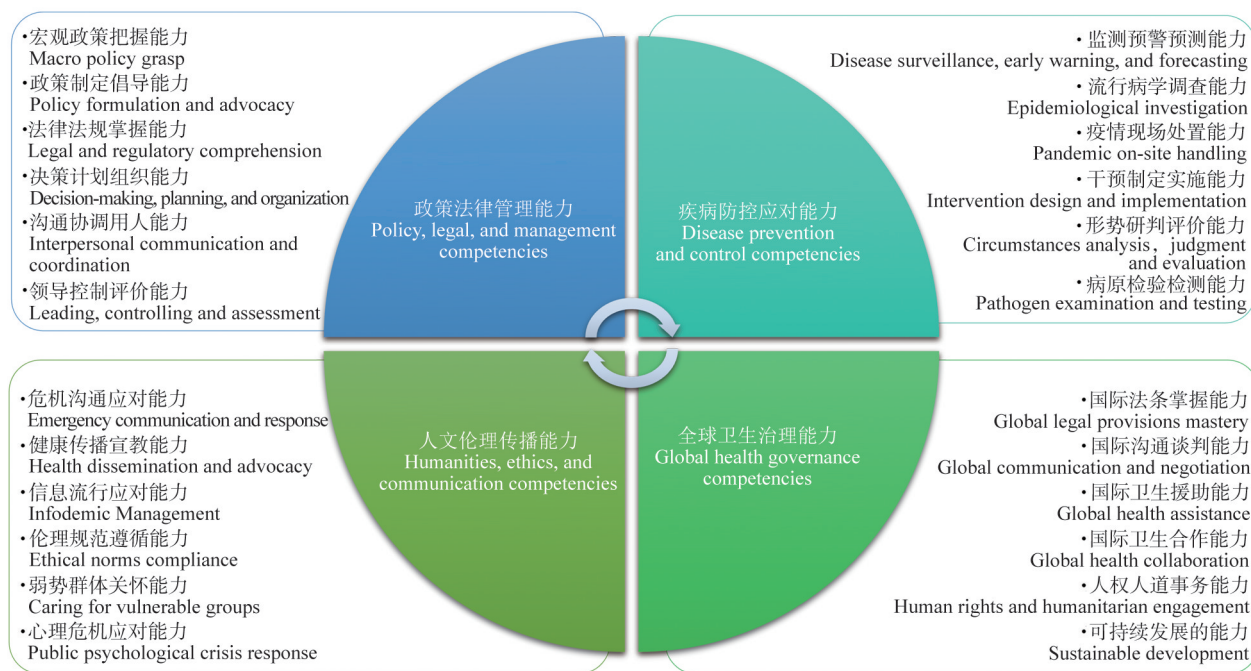 ·宏观政策把握能力
Macro policy grasp
·政策制定倡导能力
Policy formulation and advocacy
·法律法规掌握能力
Legal and regulatory comprehension
·决策计划组织能力
Decision-making, planning, and organization
·沟通协调用人能力
Interpersonal communication and
coordination
·领导控制评价能力
Leading, controlling and assessment
政策法律管理能力
Policy, legal, and management
competencies
疾病防控应对能力
Disease prevention
and control competencies
·监测预警预测能力
Disease surveillance, early warning, and forecasting
·流行病学调查能力
Epidemiological investigation
·疫情现场处置能力
Pandemic on-site handling
·干预制定实施能力
Intervention design and implementation
·形势研判评价能力
Circumstances analysis，judgment
and evaluation
·病原检验检测能力
Pathogen examination and testing
·危机沟通应对能力
Emergency communication and response
·健康传播宣教能力
Health dissemination and advocacy
·信息流行应对能力
Infodemic Management
·伦理规范遵循能力
Ethical norms compliance
·弱势群体关怀能力
Caring for vulnerable groups
·心理危机应对能力
Public psychological crisis response
人文伦理传播能力
Humanities, ethics, and
communication competencies
全球卫生治理能力
Global health governance
competencies
·国际法条掌握能力
Global legal provisions mastery
·国际沟通谈判能力
Global communication and negotiation
·国际卫生援助能力
Global health assistance
·国际卫生合作能力
Global health collaboration
·人权人道事务能力
Human rights and humanitarian engagement
·可持续发展的能力
Sustainable development